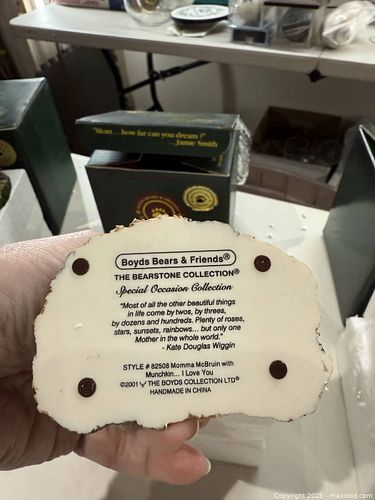 "Mom ...how far can you dream?"
...Jamie Smith
Boyds Bears & Friends®
THE BEARSTONE COLLECTION®
Special Occasion Collection
"Most of all the other beautiful things
in life come by twos, by threes,
by dozens and hundreds. Plenty of roses,
stars, sunsets, rainbows... but only one
Mother in the whole world."
- Kate Douglas Wiggin
STYLE # 82508 Momma McBruin with
Munchkin... I Love You
©2001 THE BOYDS COLLECTION LTD®
HANDMADE IN CHINA
Copyright 2025 - maxsold.com